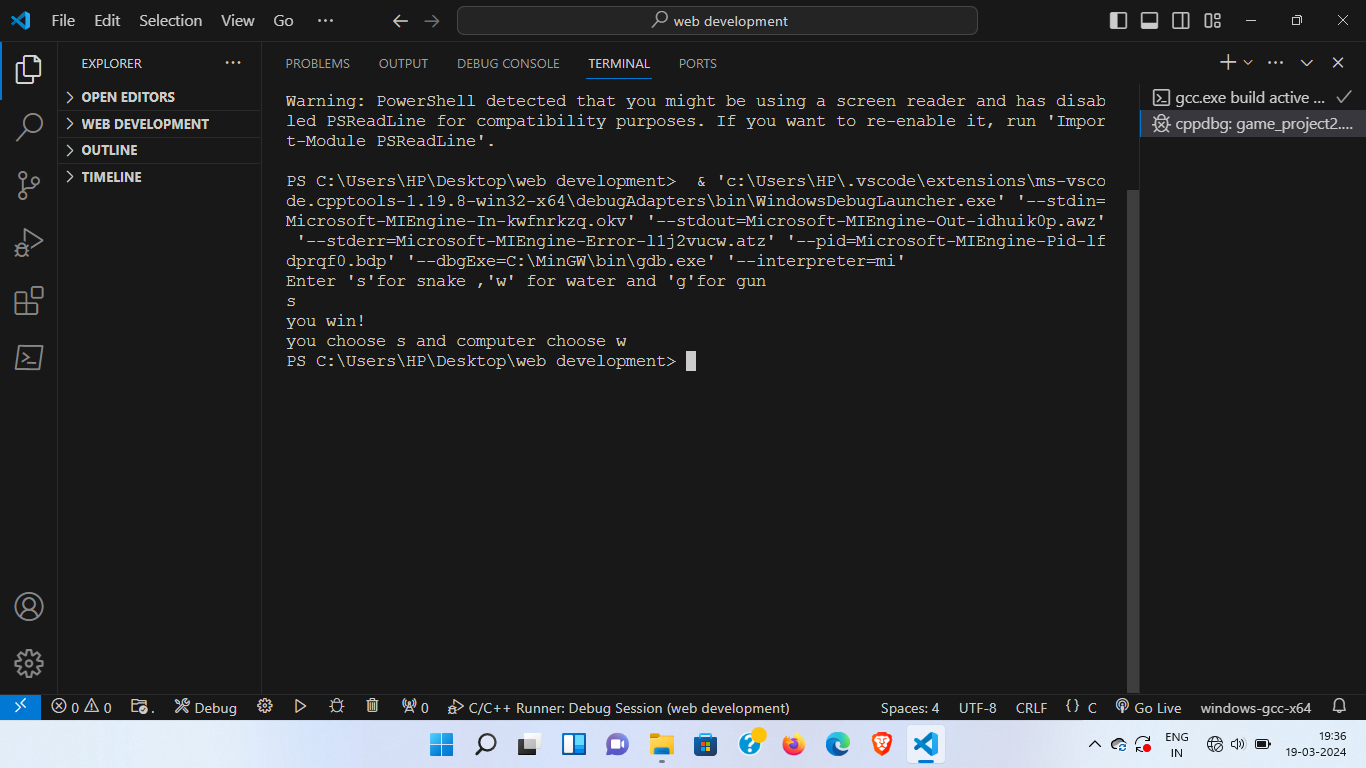 File Edit Selection View Go ···
web development
EXPLORER ···
OPEN EDITORS
WEB DEVELOPMENT
OUTLINE
TIMELINE
PROBLEMS OUTPUT DEBUG CONSOLE TERMINAL PORTS
Warning: PowerShell detected that you might be using a screen reader and has disab
led PSReadLine for compatibility purposes. If you want to re-enable it, run 'Impor
t-Module PSReadLine'.
PS C:\Users\HP\Desktop\web development>  & 'c:\Users\HP\.vscode\extensions\ms-vsco
de.cpptools-1.19.8-win32-x64\debugAdapters\bin\WindowsDebugLauncher.exe' '--stdin=
Microsoft-MIEngine-In-kwfnrkzq.okv' '--stdout=Microsoft-MIEngine-Out-idhuik0p.awz'
 '--stderr=Microsoft-MIEngine-Error-l1j2vucw.atz' '--pid=Microsoft-MIEngine-Pid-lf
dprqf0.bdp' '--dbgExe=C:\MinGW\bin\gdb.exe' '--interpreter=mi'
Enter 's'for snake ,'w' for water and 'g'for gun
s
you win!
you choose s and computer choose w
PS C:\Users\HP\Desktop\web development>
gcc.exe build active ...
cppdbg: game_project2....
0 0 . Debug 0 C/C++ Runner: Debug Session (web development) Spaces: 4 UTF-8 CRLF {} C Go Live windows-gcc-x64
ENG
IN
19:36
19-03-2024